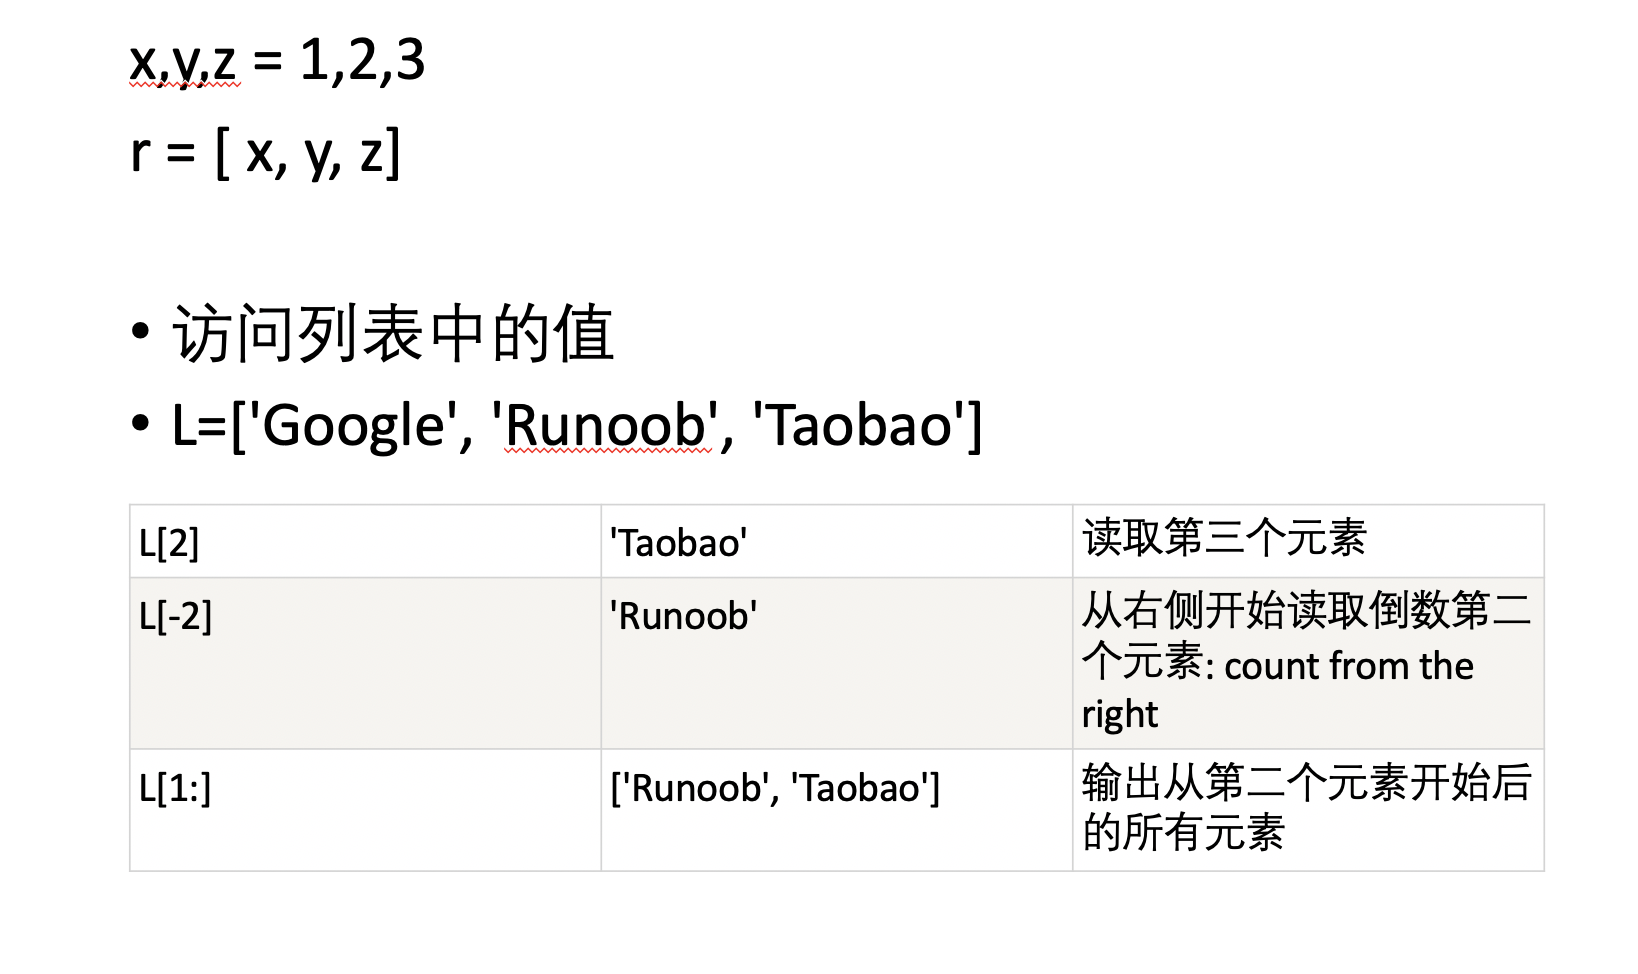 x,y,z = 1,2,3
r = [ x, y, z]
• 访问列表中的值
• L=['Google', 'Runoob', 'Taobao']
L[2]
'Taobao'
读取第三个元素
L[-2]
'Runoob'
从右侧开始读取倒数第二
个元素: count from the
right
L[1:]
['Runoob', 'Taobao']
输出从第二个元素开始后
的所有元素